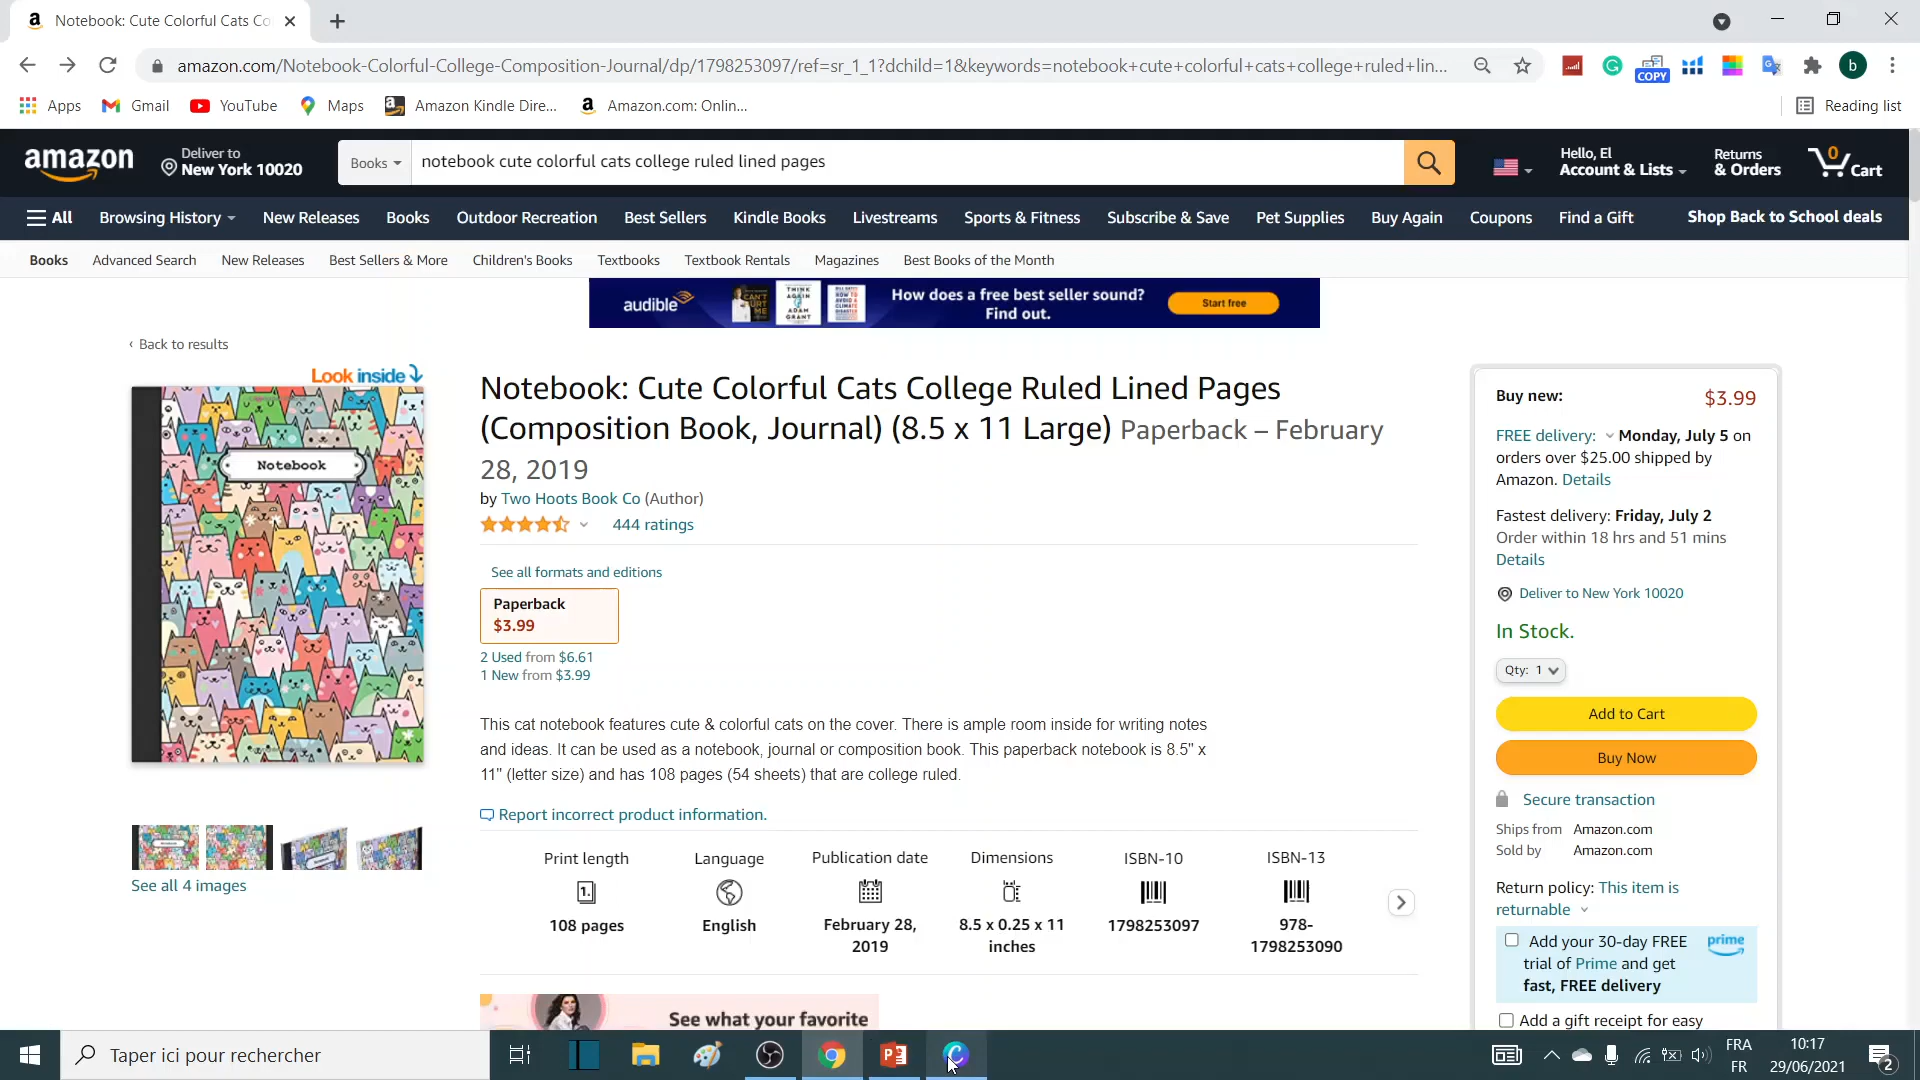 Notebook: Cute Colorful Cats Co
amazon.com/Notebook-Colorful-College-Composition-Journal/dp/1798253097/ref=sr_1_1?dchild=1&keywords=notebook+cute+colorful+cats+college+ruled+lin...
COPY
b
Apps
Gmail
YouTube
Maps
Amazon Kindle Dire...
Amazon.com: Onlin...
Reading list
amazon
Deliver to
New York 10020
Books
notebook cute colorful cats college ruled lined pages
Hello, El
Account & Lists
Returns
& Orders
0
Cart
All
Browsing History
New Releases
Books
Outdoor Recreation
Best Sellers
Kindle Books
Livestreams
Sports & Fitness
Subscribe & Save
Pet Supplies
Buy Again
Coupons
Find a Gift
Shop Back to School deals
Books
Advanced Search
New Releases
Best Sellers & More
Children's Books
Textbooks
Textbook Rentals
Magazines
Best Books of the Month
audible
CAN'T
HURT
ME
THINK
AGAIN
ADAM
GRANT
How does a free best seller sound?
Find out.
Start free
‹ Back to results
Look inside
Notebook
Notebook: Cute Colorful Cats College Ruled Lined Pages
(Composition Book, Journal) (8.5 x 11 Large) Paperback – February
28, 2019
by Two Hoots Book Co (Author)
444 ratings
See all formats and editions
Paperback
$3.99
2 Used from $6.61
1 New from $3.99
This cat notebook features cute & colorful cats on the cover. There is ample room inside for writing notes
and ideas. It can be used as a notebook, journal or composition book. This paperback notebook is 8.5" x
11" (letter size) and has 108 pages (54 sheets) that are college ruled.
Report incorrect product information.
See all 4 images
Print length
1.
108 pages
Language
English
Publication date
February 28,
2019
Dimensions
8.5 x 0.25 x 11
inches
ISBN-10
1798253097
ISBN-13
978-
1798253090
See what your favorite
Buy new:
$3.99
FREE delivery: Monday, July 5 on
orders over $25.00 shipped by
Amazon. Details
Fastest delivery: Friday, July 2
Order within 18 hrs and 51 mins
Details
Deliver to New York 10020
In Stock.
Qty: 1
Add to Cart
Buy Now
Secure transaction
Ships from Amazon.com
Sold by Amazon.com
Return policy: This item is
returnable
Add your 30-day FREE
trial of Prime and get
fast, FREE delivery
prime
Add a gift receipt for easy
Taper ici pour rechercher
FRA
FR
10:17
29/06/2021
2